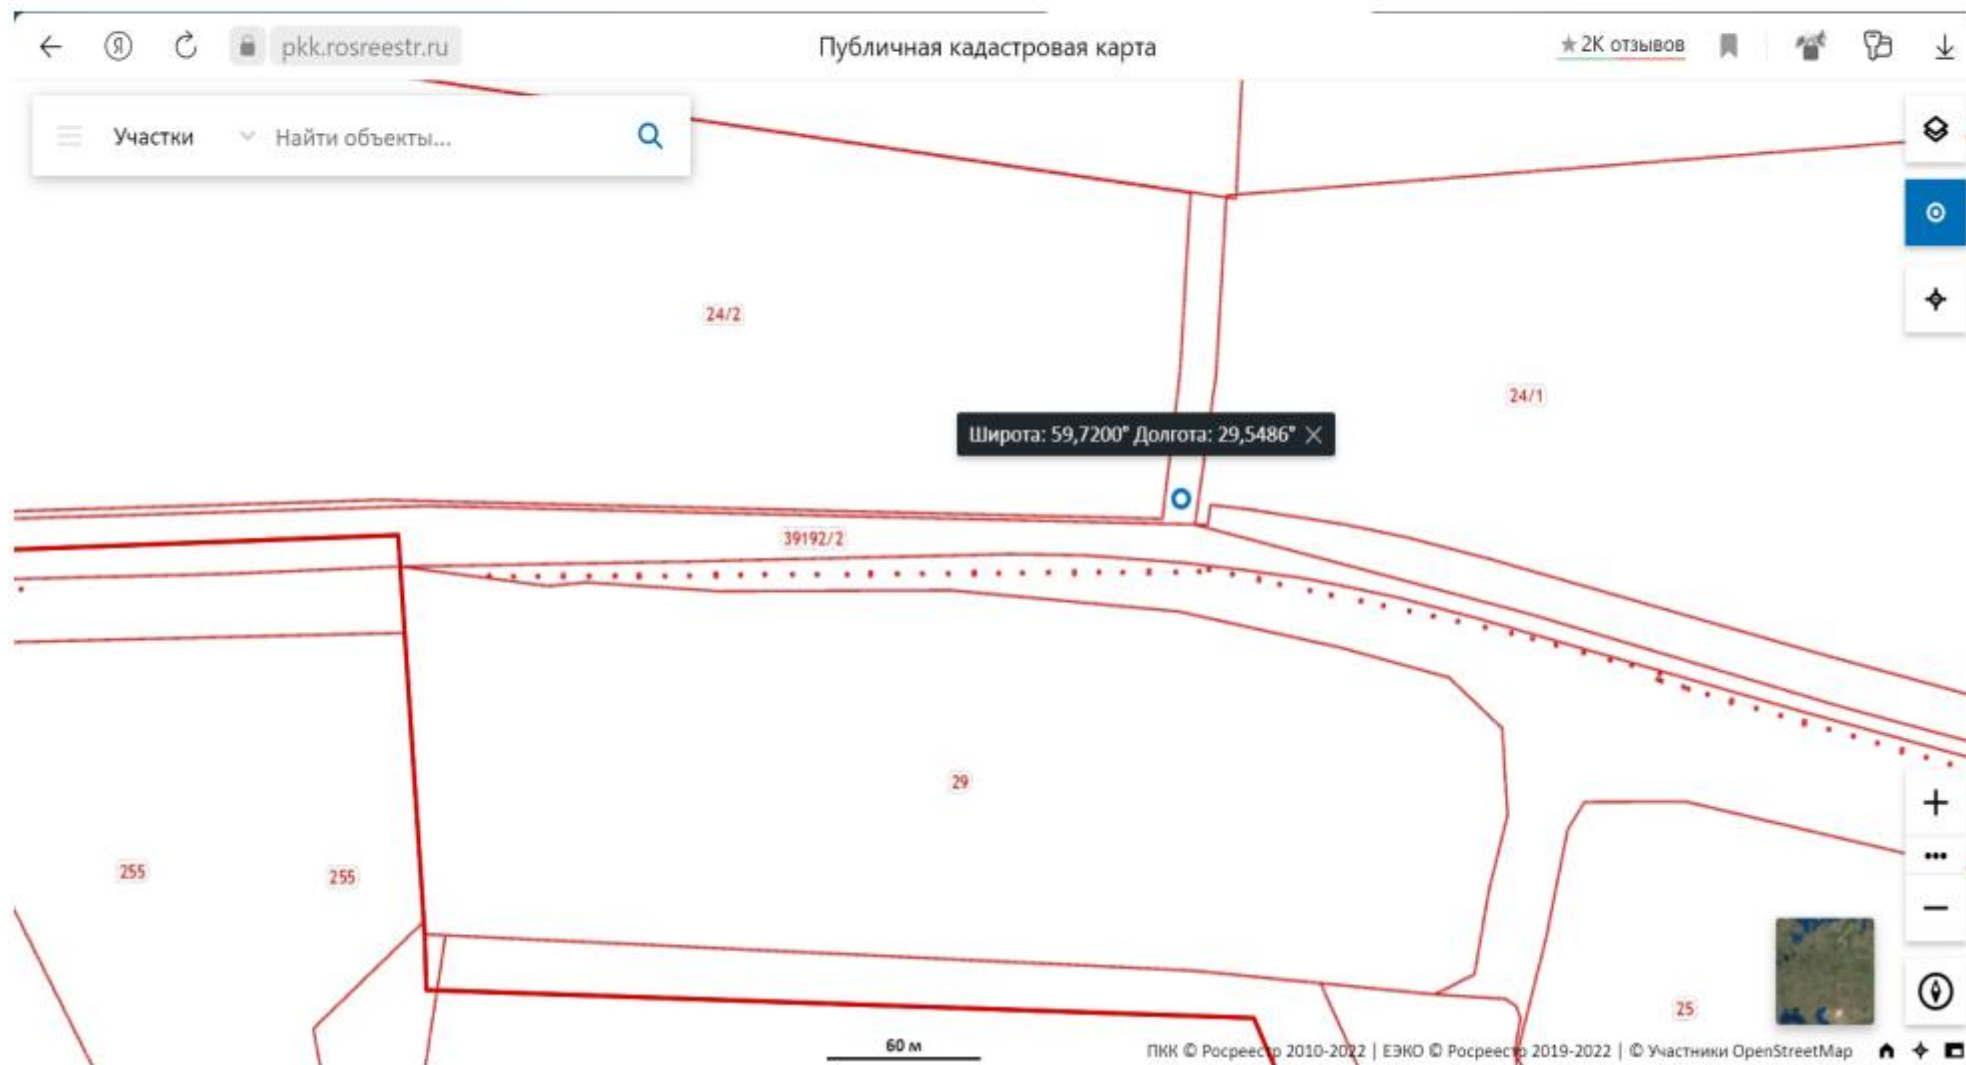 pkk.rosreestr.ru
Публичная кадастровая карта
2К отзывов
Участки
Найти объекты...
24/2
24/1
Широта: 59,7200° Долгота: 29,5486°
39192/2
29
255
255
25
60 м
ПКК © Росреестр 2010-2022 | ЕЭКО © Росреестр 2019-2022 | © Участники OpenStreetMap